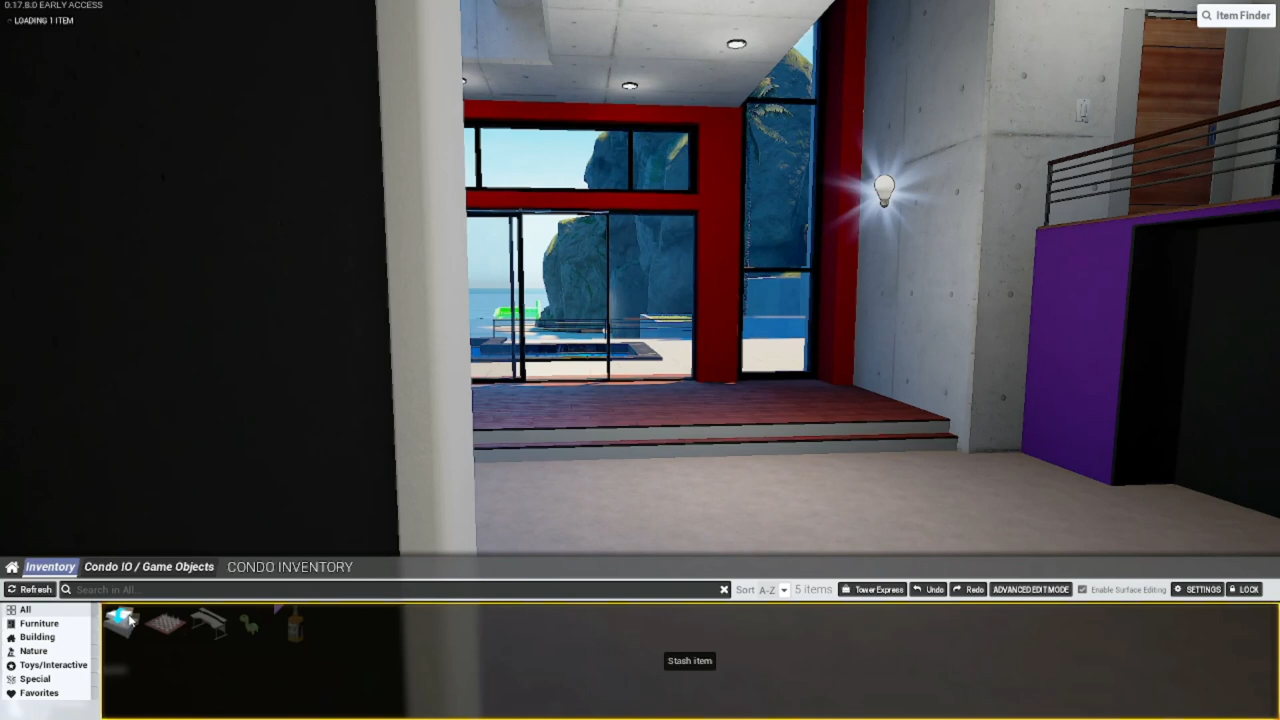 0.17.8.0 EARLY ACCESS
LOADING 1 ITEM
Item Finder
Inventory Condo IO / Game Objects CONDO INVENTORY
Refresh Search in All... Sort A-Z 5 items Tower Express Undo Redo ADVANCED EDIT MODE Enable Surface Editing SETTINGS LOCK
All
Furniture
Building
Nature
Toys/Interactive
Special
Favorites
Stash item